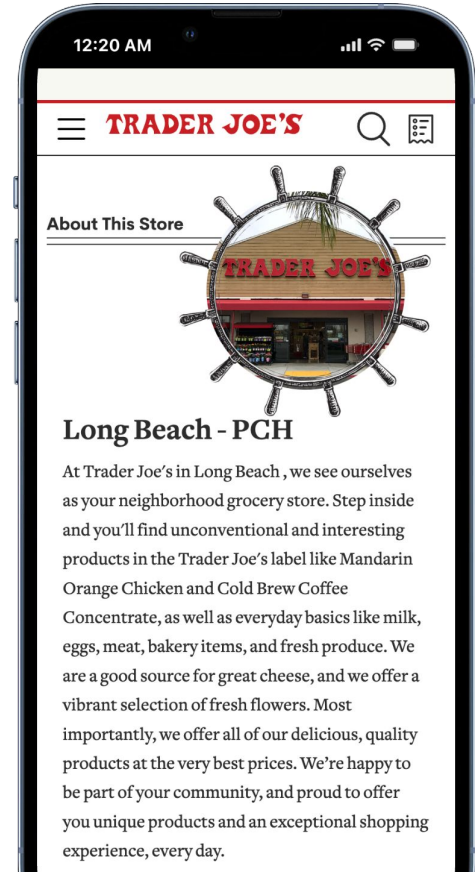 12:20 AM
TRADER JOE'S
About This Store
TRADER JOE'S
Long Beach - PCH
At Trader Joe's in Long Beach , we see ourselves
as your neighborhood grocery store. Step inside
and you'll find unconventional and interesting
products in the Trader Joe's label like Mandarin
Orange Chicken and Cold Brew Coffee
Concentrate, as well as everyday basics like milk,
eggs, meat, bakery items, and fresh produce. We
are a good source for great cheese, and we offer a
vibrant selection of fresh flowers. Most
importantly, we offer all of our delicious, quality
products at the very best prices. We’re happy to
be part of your community, and proud to offer
you unique products and an exceptional shopping
experience, every day.